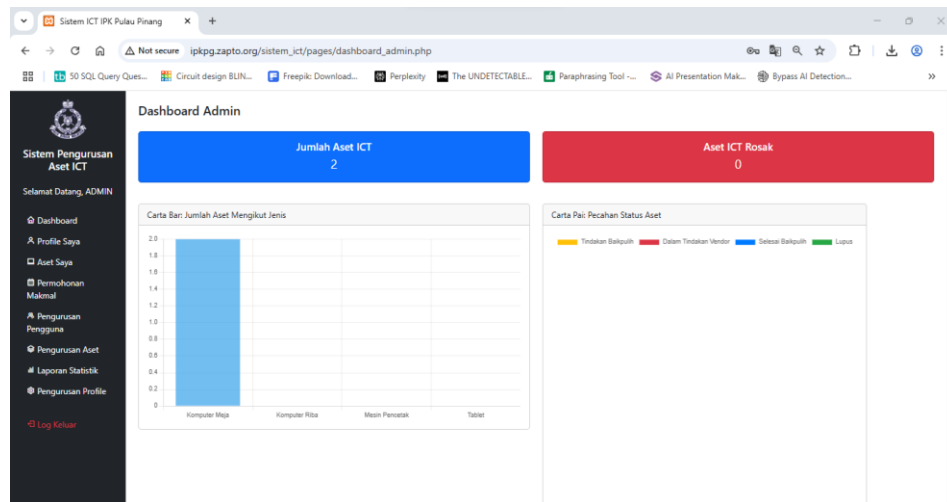 Sistem ICT IPK Pulau Pinang
Not secure ipkpg.zapto.org/sistem_ict/pages/dashboard_admin.php
50 SQL Query Ques... Circuit design BLIN... Freepik: Download... Perplexity The UNDETECTABLE... Paraphrasing Tool -... AI Presentation Mak... Bypass AI Detection...
Sistem Pengurusan
Aset ICT
Selamat Datang, ADMIN
Dashboard
Profile Saya
Aset Saya
Permohonan
Makmal
Pengurusan
Pengguna
Pengurusan Aset
Laporan Statistik
Pengurusan Profile
Log Keluar
Dashboard Admin
Jumlah Aset ICT
2
Aset ICT Rosak
0
Carta Bar: Jumlah Aset Mengikut Jenis
2.0
1.8
1.6
1.4
1.2
1.0
0.8
0.6
0.4
0.2
0
Komputer Meja Komputer Riba Mesin Pencetak Tablet
Carta Pai: Pecahan Status Aset
Tindakan Baikpulih Dalam Tindakan Vendor Selesai Baikpulih Lupus